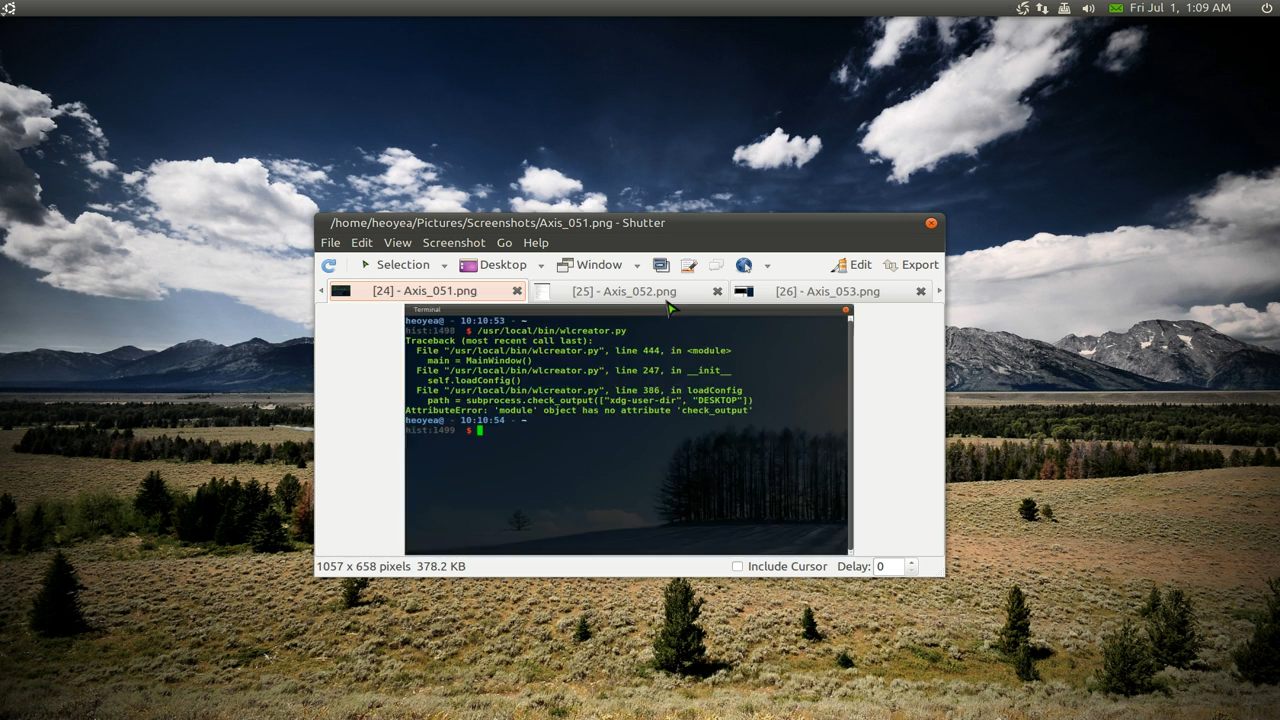 Fri Jul 1, 1:09 AM
/home/heoyea/Pictures/Screenshots/Axis_051.png - Shutter
File Edit View Screenshot Go Help
Selection Desktop Window Edit Export
[24] - Axis_051.png [25] - Axis_052.png [26] - Axis_053.png
Terminal
heoyea@ - 10:10:53 - ~
hist:1498 $ /usr/local/bin/wlcreator.py
Traceback (most recent call last):
File "/usr/local/bin/wlcreator.py", line 444, in <module>
main = MainWindow()
File "/usr/local/bin/wlcreator.py", line 247, in __init__
self.loadConfig()
File "/usr/local/bin/wlcreator.py", line 386, in loadConfig
path = subprocess.check_output(["xdg-user-dir", "DESKTOP"])
AttributeError: 'module' object has no attribute 'check_output'
heoyea@ - 10:10:54 - ~
hist:1499 $
1057 x 658 pixels 378.2 KB Include Cursor Delay: 0